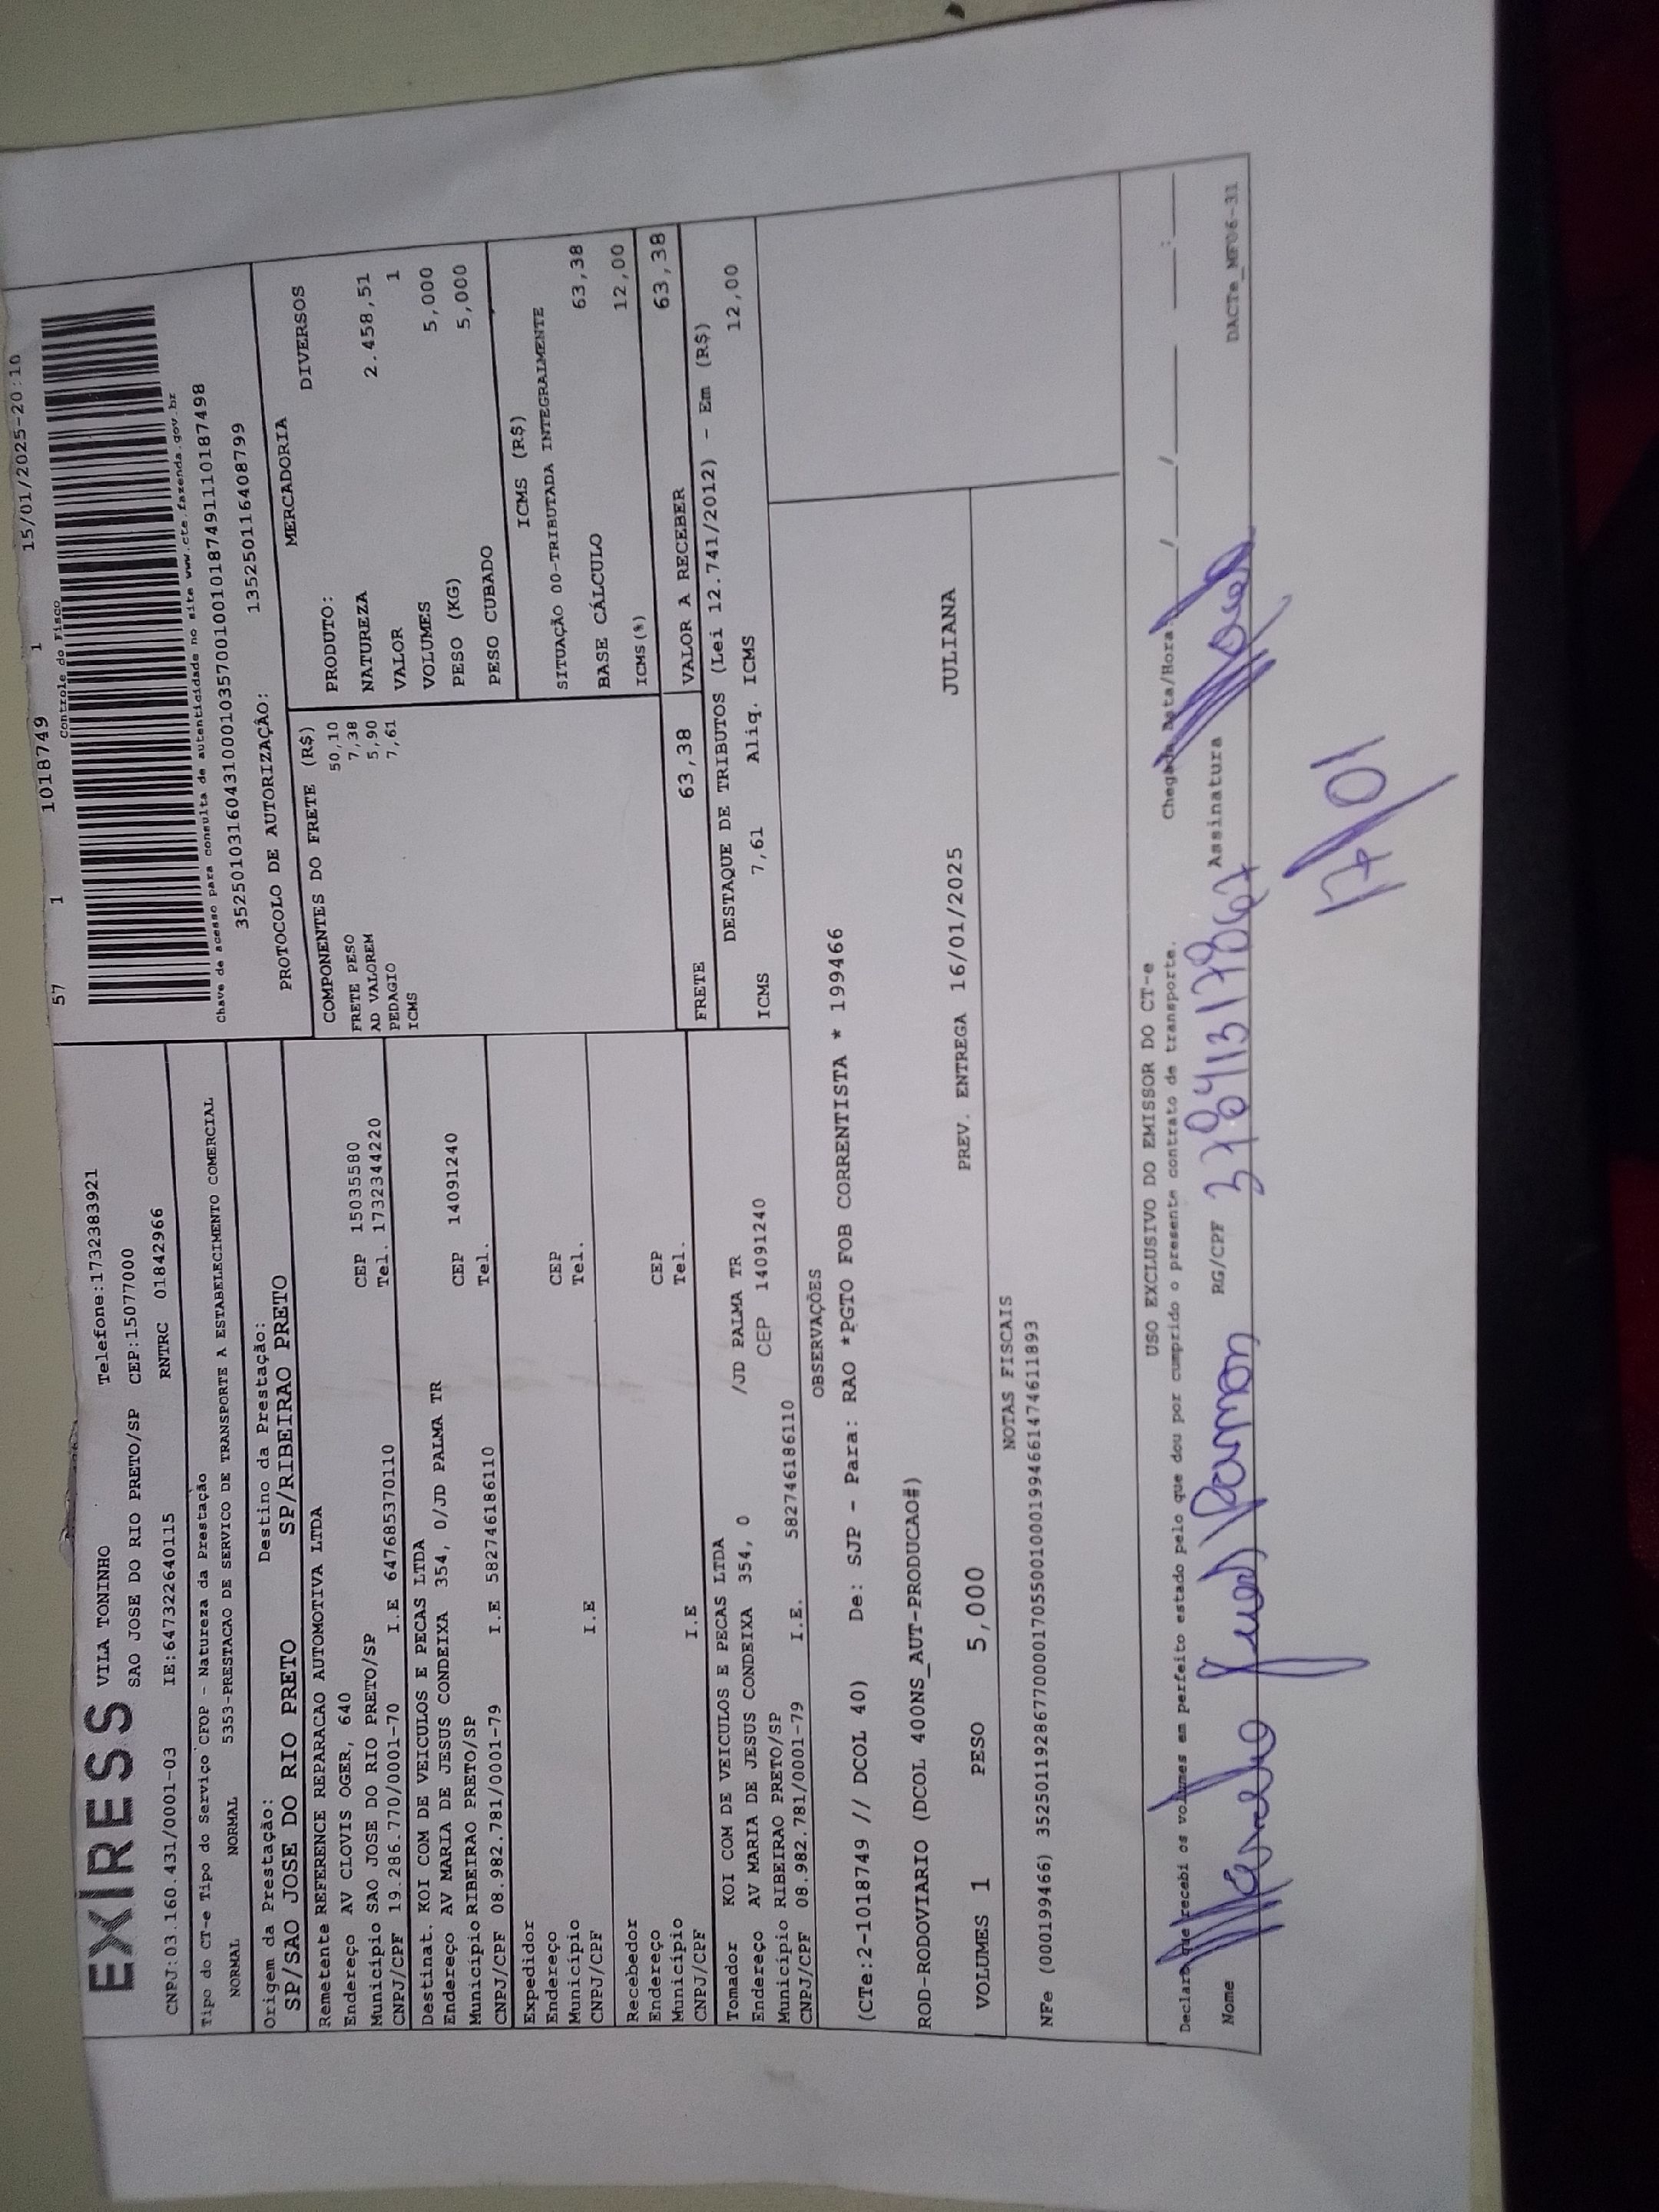 57 1 1018749 1 15/01/2025-20:10
Controle do Fisco
EXIRESS VILA TONINHO Telefone:1732383921
SAO JOSE DO RIO PRETO/SP CEP:15077000
CNPJ:03.160.431/0001-03 IE:647322640115 RNTRC 01842966
Chave de acesso para consulta de autenticidade no site www.cte.fazenda.gov.br
35250103160431000103570010010187491110187498
PROTOCOLO DE AUTORIZAÇÃO: 135250116408799
Tipo do CT-e Tipo do Serviço CFOP - Natureza da Prestação
NORMAL NORMAL 5353-PRESTACAO DE SERVICO DE TRANSPORTE A ESTABELECIMENTO COMERCIAL
Origem da Prestação: Destino da Prestação:
SP/SAO JOSE DO RIO PRETO SP/RIBEIRAO PRETO
Remetente REFERENCE REPARACAO AUTOMOTIVA LTDA
Endereço AV CLOVIS OGER, 640 CEP 15035580
Município SAO JOSE DO RIO PRETO/SP Tel. 1732344220
CNPJ/CPF 19.286.770/0001-70 I.E 647685370110
Destinat. KOI COM DE VEICULOS E PECAS LTDA
Endereço AV MARIA DE JESUS CONDEIXA 354, 0/JD PALMA TR CEP 14091240
Município RIBEIRAO PRETO/SP Tel.
CNPJ/CPF 08.982.781/0001-79 I.E 582746186110
Expedidor
Endereço CEP
Município Tel.
CNPJ/CPF I.E
Recebedor
Endereço CEP
Município Tel.
CNPJ/CPF I.E
Tomador KOI COM DE VEICULOS E PECAS LTDA
Endereço AV MARIA DE JESUS CONDEIXA 354, 0 /JD PALMA TR
Município RIBEIRAO PRETO/SP CEP 14091240
CNPJ/CPF 08.982.781/0001-79 I.E. 582746186110
COMPONENTES DO FRETE (R$)
FRETE PESO 50,10
AD VALOREM 7,38
PEDAGIO 5,90
ICMS 7,61
MERCADORIA
PRODUTO: DIVERSOS
NATUREZA
VALOR 2.458,51
VOLUMES 1
PESO (KG) 5,000
PESO CUBADO 5,000
ICMS (R$)
SITUAÇÃO 00-TRIBUTADA INTEGRALMENTE
BASE CÁLCULO 63,38
ICMS(%) 12,00
FRETE 63,38 VALOR A RECEBER 63,38
DESTAQUE DE TRIBUTOS (Lei 12.741/2012) - Em (R$)
ICMS 7,61 Aliq. ICMS 12,00
OBSERVAÇÕES
(CTe:2-1018749 // DCOL 40) De: SJP - Para: RAO *PGTO FOB CORRENTISTA * 199466
ROD-RODOVIARIO (DCOL 400NS_AUT-PRODUCAO#)
VOLUMES 1 PESO 5,000 PREV. ENTREGA 16/01/2025 JULIANA
NOTAS FISCAIS
NFe (000199466) 35250119286770000170550010001994661474611893
USO EXCLUSIVO DO EMISSOR DO CT-e
Declaro que recebi os volumes em perfeito estado pelo que dou por cumprido o presente contrato de transporte. Chegada Data/Hora: __/__/____ __:__
Nome Marcelo RG/CPF Assinatura
DACTe_MF06-31
17/01